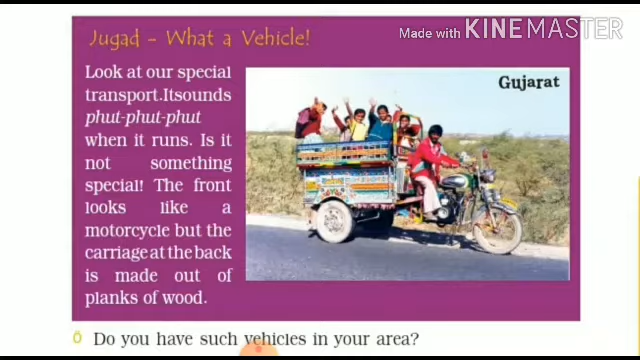 Jugad – What a Vehicle!
Made with KINEMASTER
Look at our special
transport.Itsounds
phut-phut-phut
when it runs. Is it
not something
special! The front
looks like a
motorcycle but the
carriage at the back
is made out of
planks of wood.
Gujarat
Do you have such vehicles in your area?